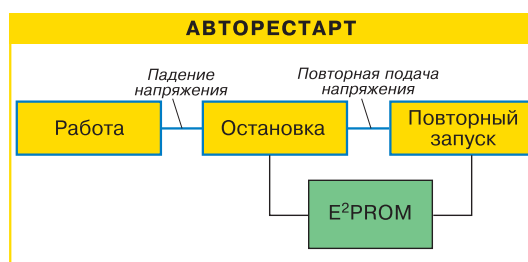 АВТОРЕСТАРТ
Падение
напряжения
Повторная подача
напряжения
Работа
Остановка
Повторный
запуск
E²PROM